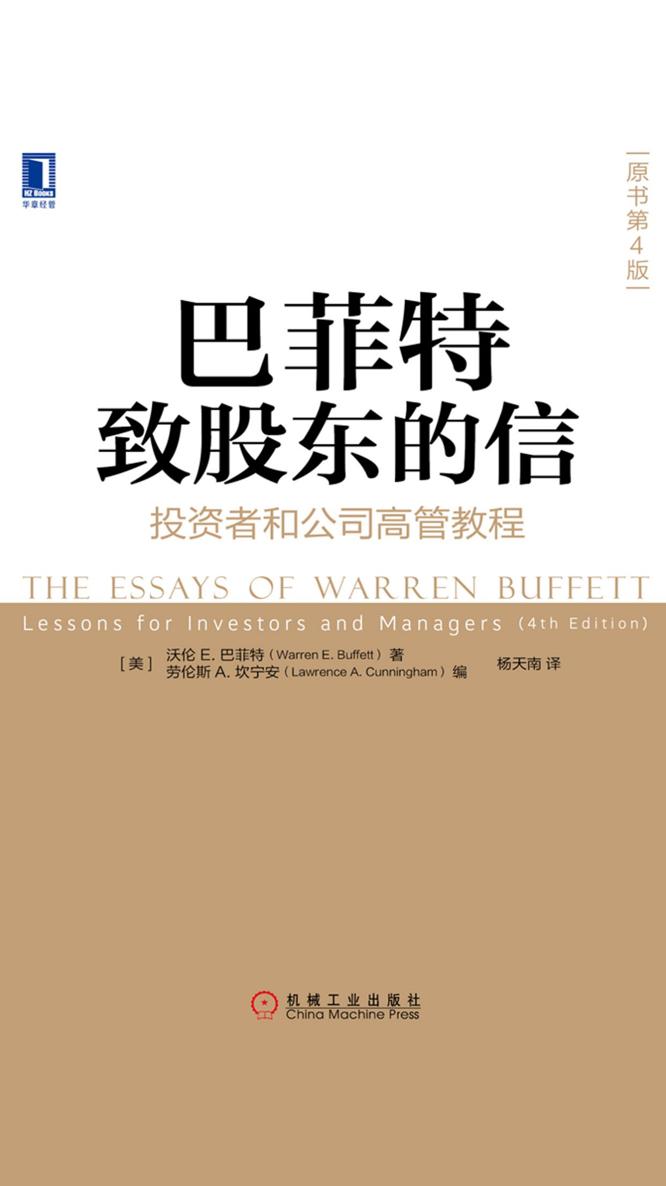 HZ Books
华章经管
原书第4版
巴菲特
致股东的信
投资者和公司高管教程
THE ESSAYS OF WARREN BUFFETT
Lessons for Investors and Managers (4th Edition)
[美] 沃伦 E. 巴菲特 (Warren E. Buffett) 著
劳伦斯 A. 坎宁安 (Lawrence A. Cunningham) 编 杨天南 译
机械工业出版社
China Machine Press